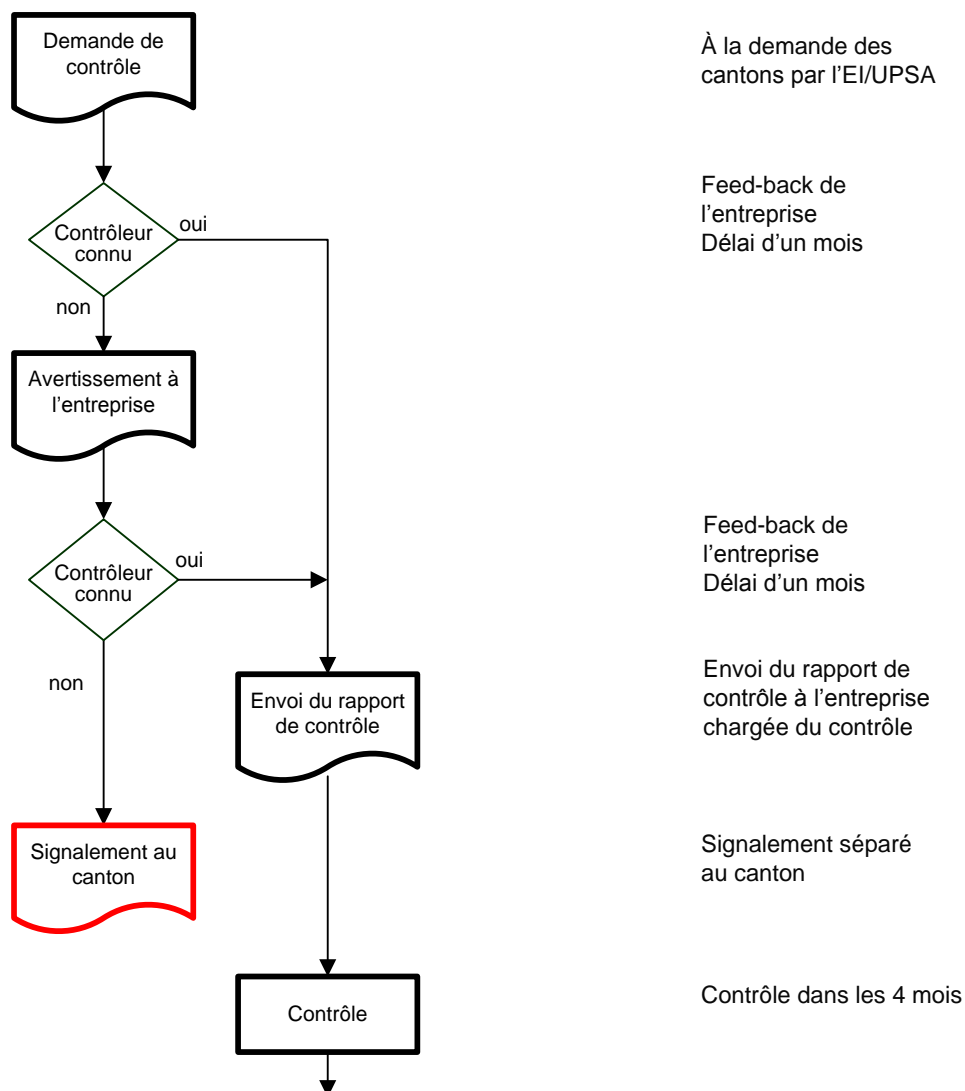 Demande de
contrôle
À la demande des
cantons par l’EI/UPSA
Contrôleur
connu
oui
non
Feed-back de
l’entreprise
Délai d’un mois
Avertissement à
l’entreprise
Contrôleur
connu
oui
non
Feed-back de
l’entreprise
Délai d’un mois
Envoi du rapport
de contrôle
Envoi du rapport de
contrôle à l’entreprise
chargée du contrôle
Signalement au
canton
Signalement séparé
au canton
Contrôle
Contrôle dans les 4 mois